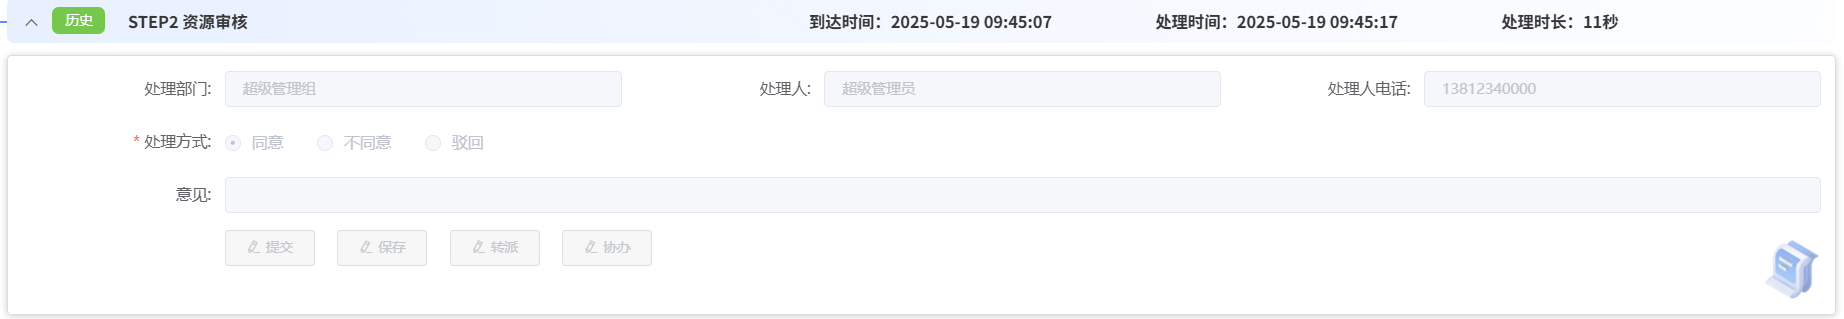 历史 STEP2 资源审核 到达时间：2025-05-19 09:45:07 处理时间：2025-05-19 09:45:17 处理时长：11秒
处理部门: 超级管理组 处理人: 超级管理员 处理人电话: 13812340000
* 处理方式: 同意 不同意 驳回
意见:
提交 保存 转派 协办